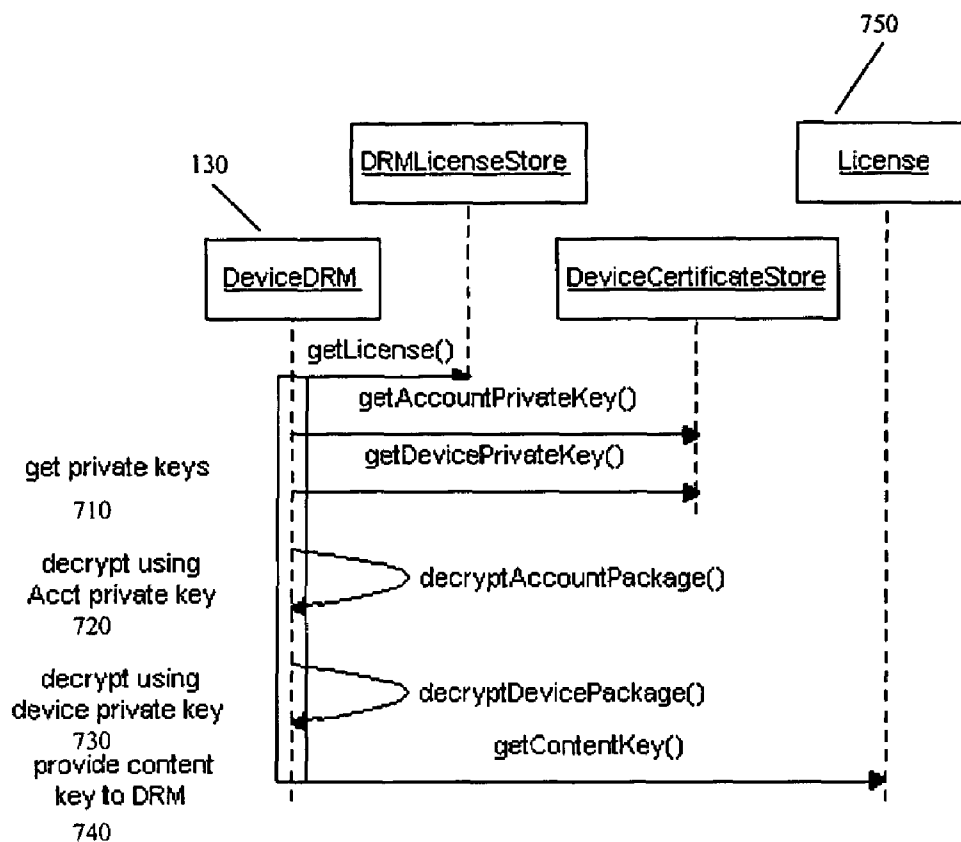 750
DRMLicenseStore
License
130
DeviceDRM
DeviceCertificateStore
getLicense()
getAccountPrivateKey()
getDevicePrivateKey()
get private keys
710
decrypt using
Acct private key
720
decryptAccountPackage()
decrypt using
device private key
730
decryptDevicePackage()
getContentKey()
provide content
key to DRM
740